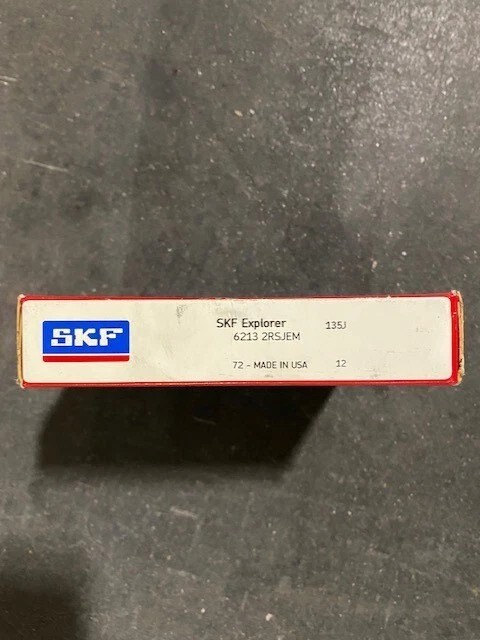 SKF
SKF Explorer 135J
6213 2RSJEM
72 - MADE IN USA 12